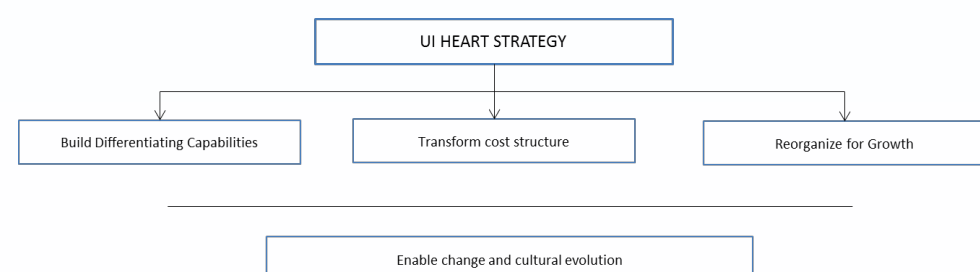 UI HEART STRATEGY
Build Differentiating Capabilities
Transform cost structure
Reorganize for Growth
Enable change and cultural evolution